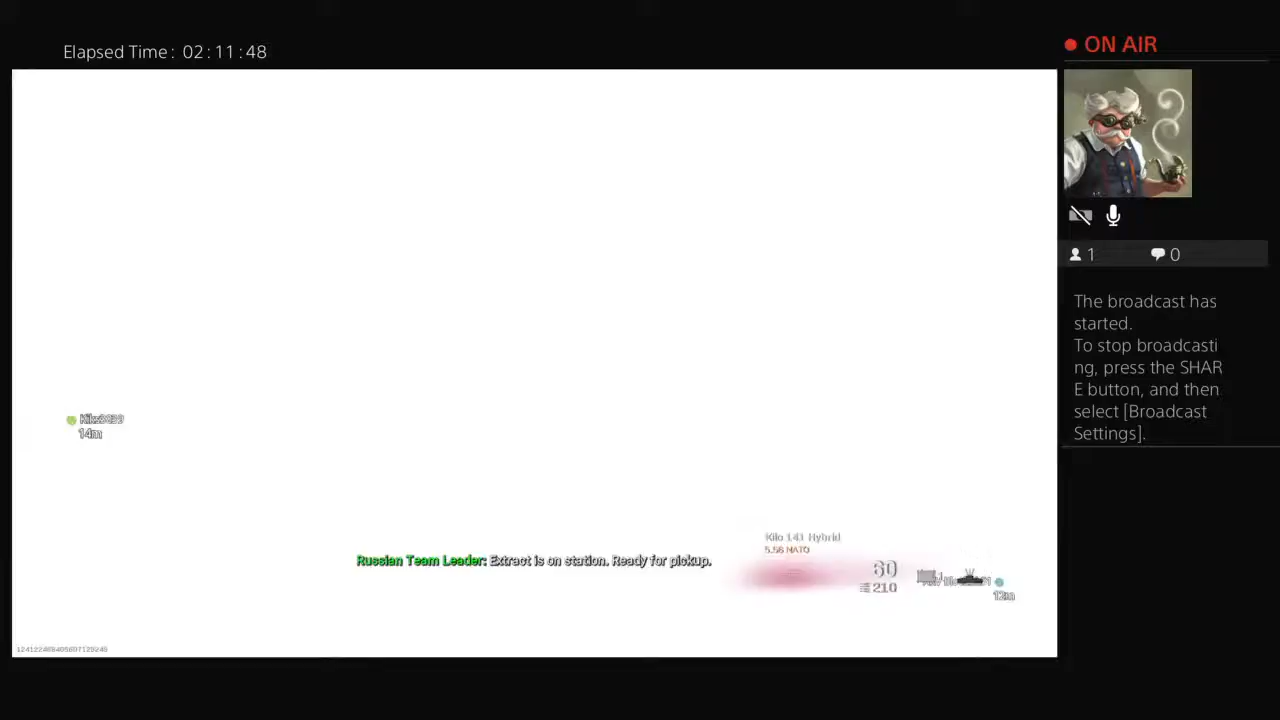 Elapsed Time: 02:11:48
ON AIR
1
0
The broadcast has
started.
To stop broadcasti
ng, press the SHAR
E button, and then
select [Broadcast
Settings].
14m
Kilo 141 Hybrid
5.56 NATO
Russian Team Leader: Extract is on station. Ready for pickup.
60
210
12m